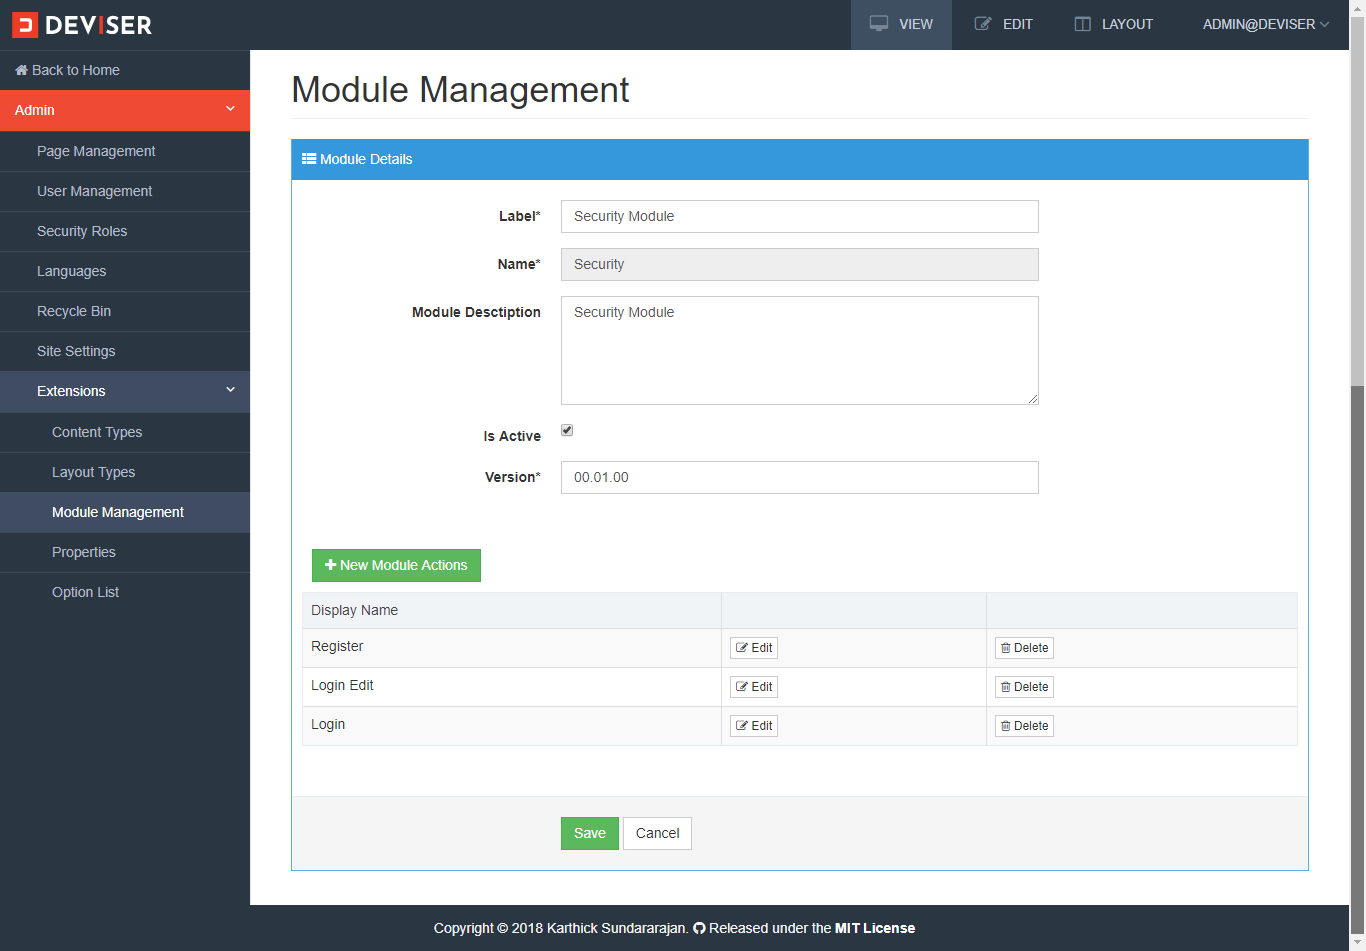 DEVISER
VIEW
EDIT
LAYOUT
ADMIN@DEVISER
Back to Home
Admin
Page Management
User Management
Security Roles
Languages
Recycle Bin
Site Settings
Extensions
Content Types
Layout Types
Module Management
Properties
Option List
Module Management
Module Details
Label* Security Module
Name* Security
Module Desctiption Security Module
Is Active
Version* 00.01.00
New Module Actions
Display Name
Register Edit Delete
Login Edit Edit Delete
Login Edit Delete
Save Cancel
Copyright © 2018 Karthick Sundararajan. Released under the MIT License